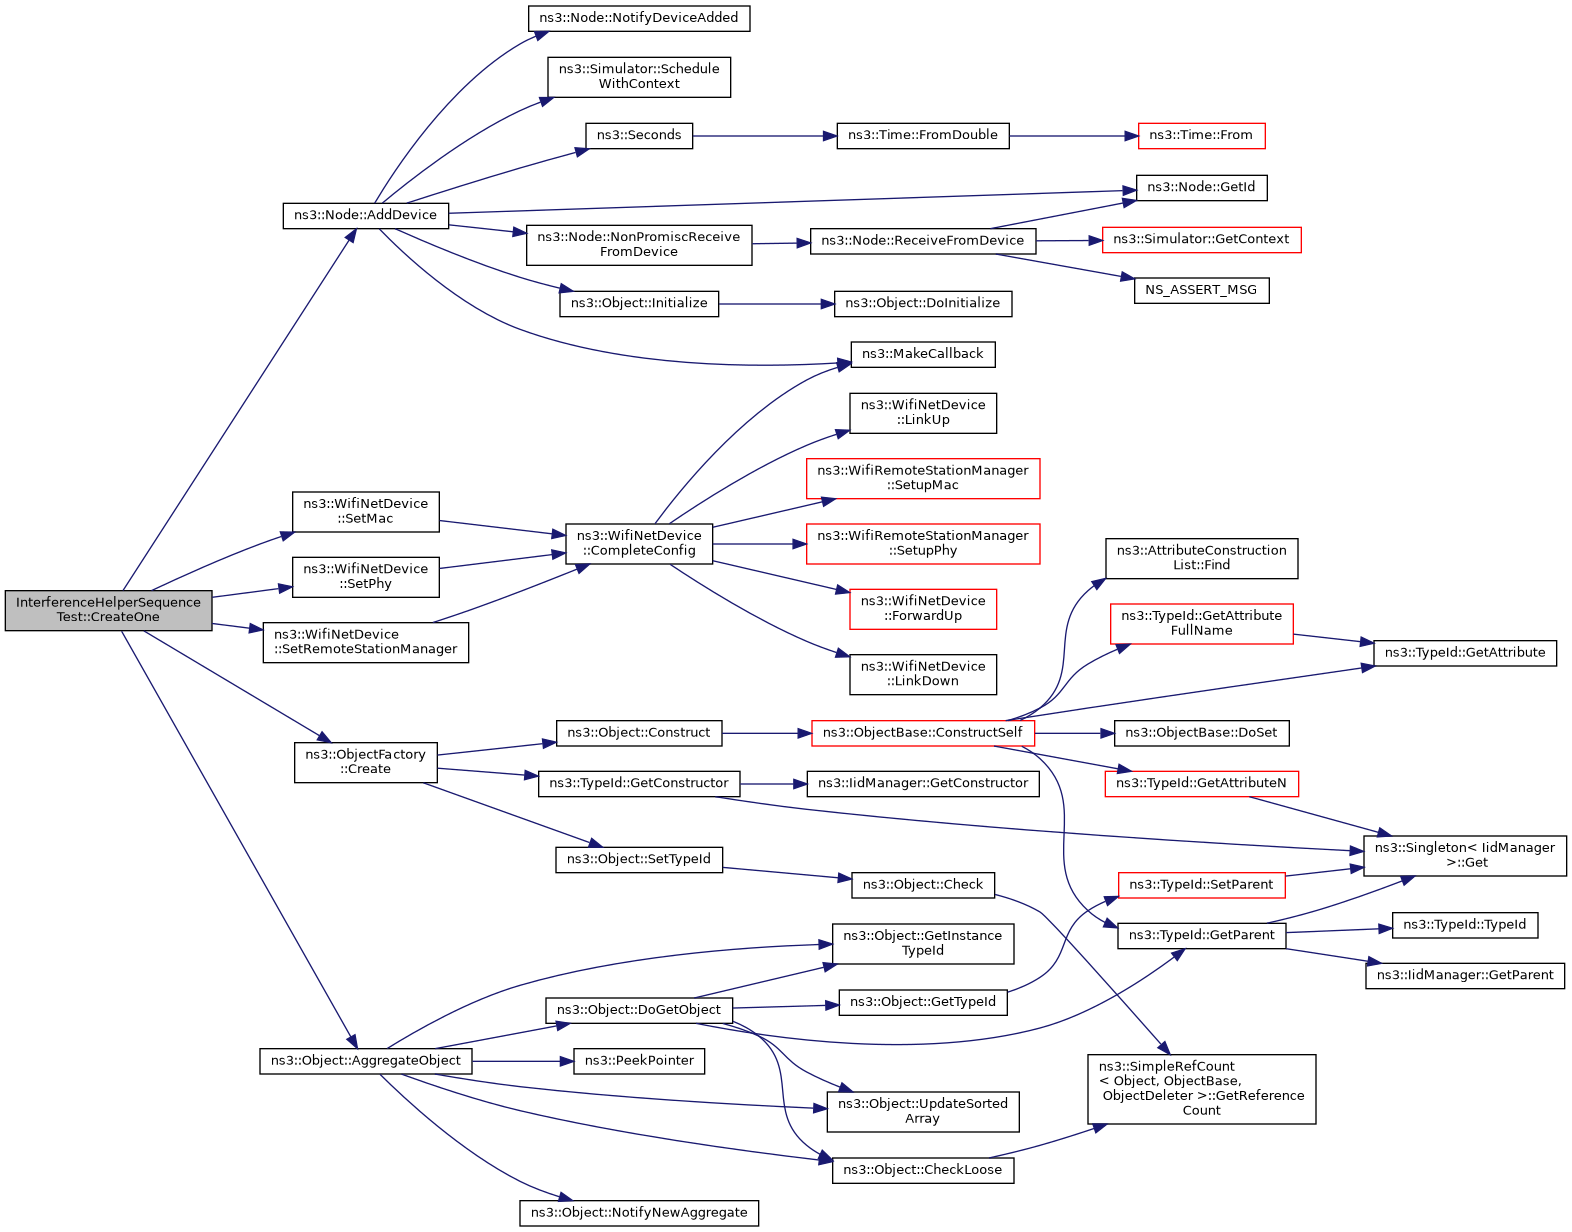 ns3::Node::NotifyDeviceAdded
ns3::Simulator::Schedule
WithContext
ns3::Seconds
ns3::Time::FromDouble
ns3::Time::From
ns3::Node::GetId
ns3::Node::AddDevice
ns3::Node::NonPromiscReceive
FromDevice
ns3::Node::ReceiveFromDevice
ns3::Simulator::GetContext
NS_ASSERT_MSG
ns3::Object::Initialize
ns3::Object::DoInitialize
ns3::MakeCallback
ns3::WifiNetDevice
::LinkUp
ns3::WifiRemoteStationManager
::SetupMac
ns3::WifiNetDevice
::SetMac
ns3::WifiNetDevice
::CompleteConfig
ns3::WifiRemoteStationManager
::SetupPhy
ns3::WifiNetDevice
::SetPhy
ns3::AttributeConstruction
List::Find
InterferenceHelperSequence
Test::CreateOne
ns3::WifiNetDevice
::ForwardUp
ns3::TypeId::GetAttribute
FullName
ns3::WifiNetDevice
::SetRemoteStationManager
ns3::TypeId::GetAttribute
ns3::WifiNetDevice
::LinkDown
ns3::Object::Construct
ns3::ObjectBase::ConstructSelf
ns3::ObjectBase::DoSet
ns3::ObjectFactory
::Create
ns3::TypeId::GetConstructor
ns3::IidManager::GetConstructor
ns3::TypeId::GetAttributeN
ns3::Object::SetTypeId
ns3::Singleton< IidManager
>::Get
ns3::Object::Check
ns3::TypeId::SetParent
ns3::TypeId::GetParent
ns3::TypeId::TypeId
ns3::Object::GetInstance
TypeId
ns3::IidManager::GetParent
ns3::Object::DoGetObject
ns3::Object::GetTypeId
ns3::Object::AggregateObject
ns3::PeekPointer
ns3::SimpleRefCount
< Object, ObjectBase,
ObjectDeleter >::GetReference
Count
ns3::Object::UpdateSorted
Array
ns3::Object::CheckLoose
ns3::Object::NotifyNewAggregate